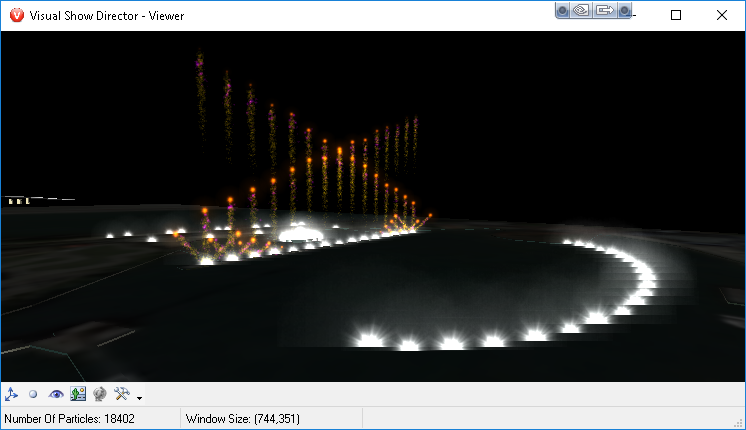 Visual Show Director - Viewer
Number Of Particles: 18402
Window Size: (744,351)